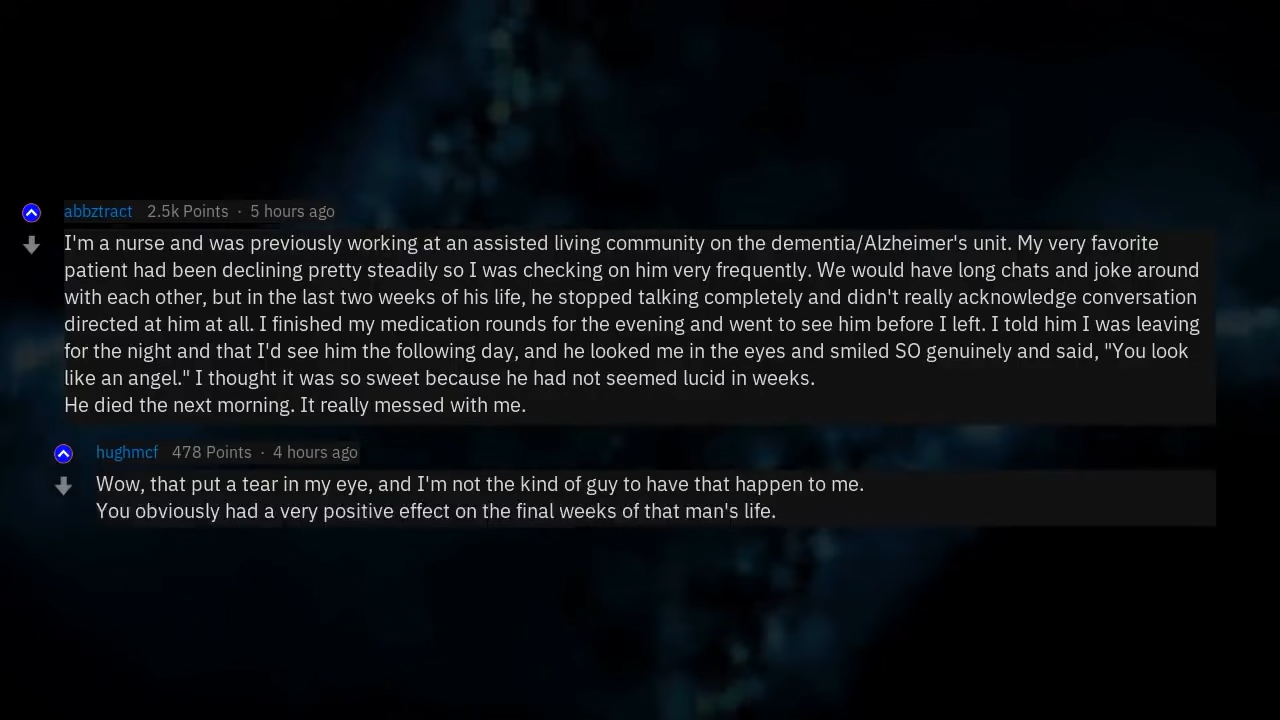 abbztract 2.5k Points · 5 hours ago
I'm a nurse and was previously working at an assisted living community on the dementia/Alzheimer's unit. My very favorite
patient had been declining pretty steadily so I was checking on him very frequently. We would have long chats and joke around
with each other, but in the last two weeks of his life, he stopped talking completely and didn't really acknowledge conversation
directed at him at all. I finished my medication rounds for the evening and went to see him before I left. I told him I was leaving
for the night and that I'd see him the following day, and he looked me in the eyes and smiled SO genuinely and said, "You look
like an angel." I thought it was so sweet because he had not seemed lucid in weeks.
He died the next morning. It really messed with me.
hughmcf 478 Points · 4 hours ago
Wow, that put a tear in my eye, and I'm not the kind of guy to have that happen to me.
You obviously had a very positive effect on the final weeks of that man's life.